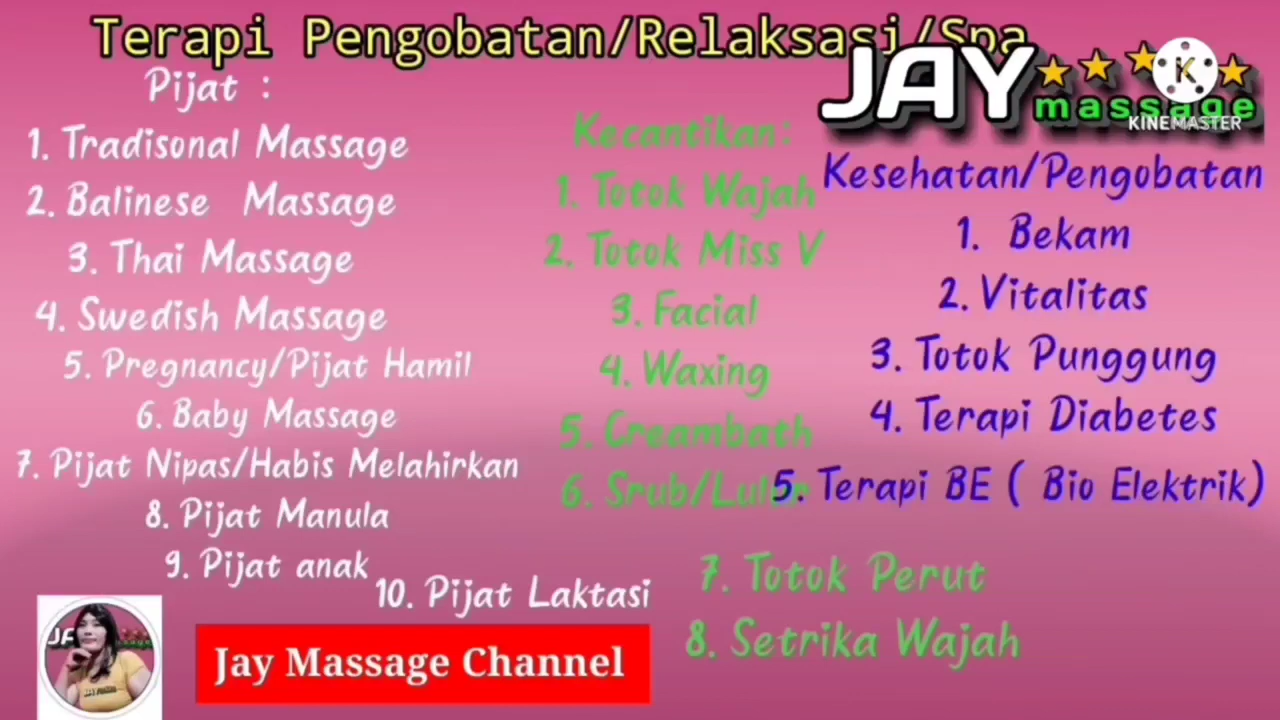 Terapi Pengobatan/Relaksasi/Spa
JAY
massage
KINEMASTER
Pijat :
1. Tradisonal Massage
2. Balinese Massage
3. Thai Massage
4. Swedish Massage
5. Pregnancy/Pijat Hamil
6. Baby Massage
7. Pijat Nipas/Habis Melahirkan
8. Pijat Manula
9. Pijat anak
10. Pijat Laktasi
Kecantikan:
1. Totok Wajah
2. Totok Miss V
3. Facial
4. Waxing
5. Creambath
6. Srub/Lulur
7. Totok Perut
8. Setrika Wajah
Kesehatan/Pengobatan
1. Bekam
2. Vitalitas
3. Totok Punggung
4. Terapi Diabetes
5. Terapi BE ( Bio Elektrik)
Jay Massage Channel